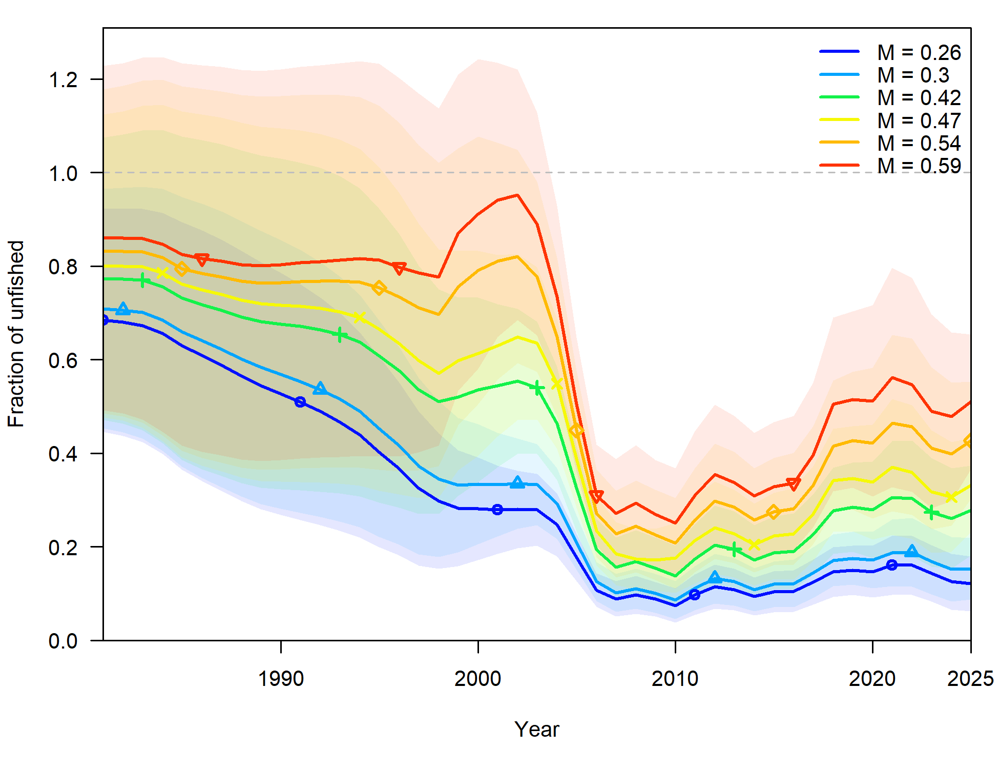 M = 0.26
M = 0.3
M = 0.42
M = 0.47
M = 0.54
M = 0.59
1.2
1.0
0.8
0.6
0.4
0.2
0.0
Fraction of unfished
1990 2000 2010 2020 2025
Year